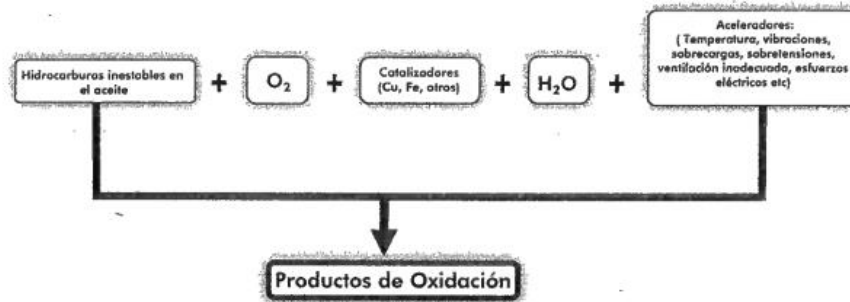 Hidrocarburos inestables en
el aceite
+
O₂
+
Catalizadores
(Cu, Fe, otros)
+
H₂O
+
Aceleradores:
( Temperatura, vibraciones,
sobrecargas, sobretensiones,
ventilación inadecuada, esfuerzos
eléctricos etc)
Productos de Oxidación